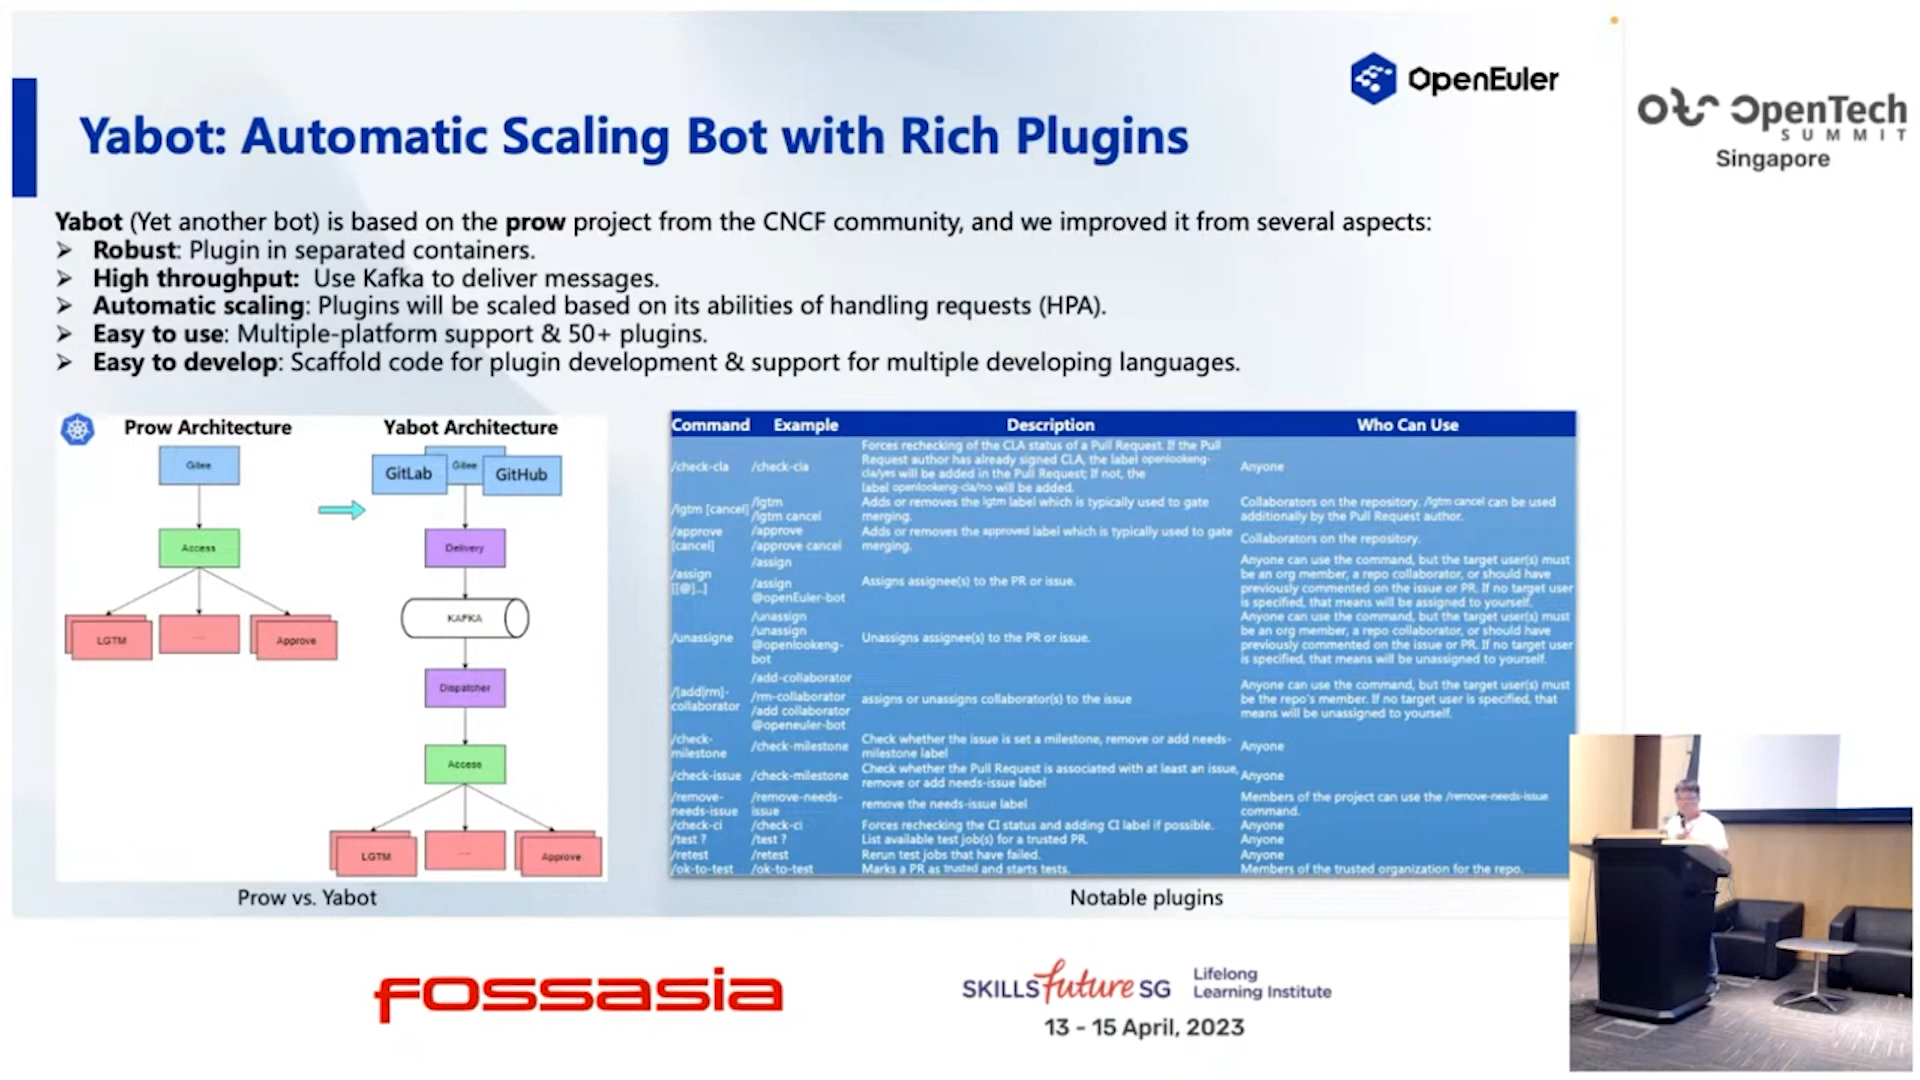 OpenEuler
OpenTech
SUMMIT
Singapore
Yabot: Automatic Scaling Bot with Rich Plugins
Yabot (Yet another bot) is based on the prow project from the CNCF community, and we improved it from several aspects:
➢ Robust: Plugin in separated containers.
➢ High throughput: Use Kafka to deliver messages.
➢ Automatic scaling: Plugins will be scaled based on its abilities of handling requests (HPA).
➢ Easy to use: Multiple-platform support & 50+ plugins.
➢ Easy to develop: Scaffold code for plugin development & support for multiple developing languages.
Prow Architecture
Gitee
Access
LGTM
....
Approve
Yabot Architecture
GitLab
Gitee
GitHub
Delivery
KAFKA
Dispatcher
Access
LGTM
....
Approve
Prow vs. Yabot
Command Example Description Who Can Use
/check-cla
/check-cla
Forces rechecking of the CLA status of a Pull Request. If the Pull
Request author has already signed CLA, the label openlookeng-
cla/yes will be added in the Pull Request; If not, the
label openlookeng-cla/no will be added.
Anyone
/lgtm [cancel]
/lgtm
/lgtm cancel
Adds or removes the lgtm label which is typically used to gate
merging.
Collaborators on the repository. /lgtm cancel can be used
additionally by the Pull Request author.
/approve
[cancel]
/approve
/approve cancel
Adds or removes the approved label which is typically used to gate
merging.
Collaborators on the repository.
/assign
[[@]...]
/assign
/assign
@openEuler-bot
Assigns assignee(s) to the PR or issue.
Anyone can use the command, but the target user(s) must
be an org member, a repo collaborator, or should have
previously commented on the issue or PR. If no target user
is specified, that means will be assigned to yourself.
/unassigne
/unassign
/unassign
@openlookeng-
bot
Unassigns assignee(s) to the PR or issue.
Anyone can use the command, but the target user(s) must
be an org member, a repo collaborator, or should have
previously commented on the issue or PR. If no target user
is specified, that means will be unassigned to yourself.
/[add|rm]-
collaborator
/add-collaborator
/rm-collaborator
/add collaborator
@openeuler-bot
assigns or unassigns collaborator(s) to the issue
Anyone can use the command, but the target user(s) must
be the repo's member. If no target user is specified, that
means will be unassigned to yourself.
/check-
milestone
/check-milestone
Check whether the issue is set a milestone, remove or add needs-
milestone label
Anyone
/check-issue
/check-milestone
Check whether the Pull Request is associated with at least an issue,
remove or add needs-issue label
Anyone
/remove-
needs-issue
/remove-needs-
issue
remove the needs-issue label
Members of the project can use the /remove-needs-issue
command.
/check-ci /check-ci Forces rechecking the CI status and adding CI label if possible. Anyone
/test ? /test ? List available test job(s) for a trusted PR. Anyone
/retest /retest Rerun test jobs that have failed. Anyone
/ok-to-test /ok-to-test Marks a PR as trusted and starts tests. Members of the trusted organization for the repo.
Notable plugins
fossasia
SKILLS future SG
Lifelong
Learning Institute
13 - 15 April, 2023